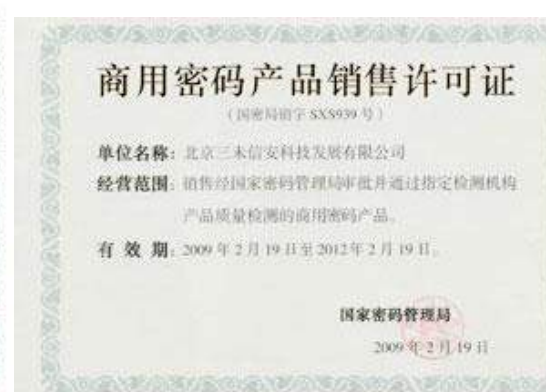 商用密码产品销售许可证
（国密局销字 SXS939 号）
单位名称：北京三未信安科技发展有限公司
经营范围：销售经国家密码管理局审批并通过指定检测机构
产品质量检测的商用密码产品。
有 效 期：2009 年 2 月 19 日至 2012 年 2 月 19 日。
国家密码管理局
2009 年 2 月 19 日